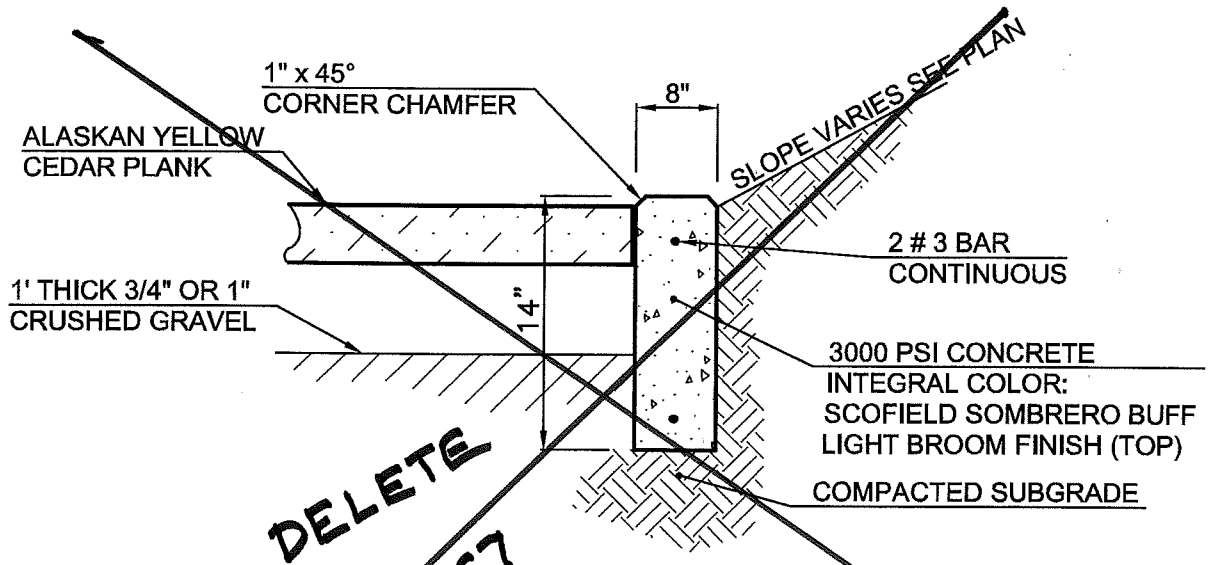 1" x 45°
CORNER CHAMFER
8"
SLOPE VARIES SEE PLAN
ALASKAN YELLOW
CEDAR PLANK
2 # 3 BAR
CONTINUOUS
1' THICK 3/4" OR 1"
CRUSHED GRAVEL
14"
3000 PSI CONCRETE
INTEGRAL COLOR:
SCOFIELD SOMBRERO BUFF
LIGHT BROOM FINISH (TOP)
COMPACTED SUBGRADE
DELETE